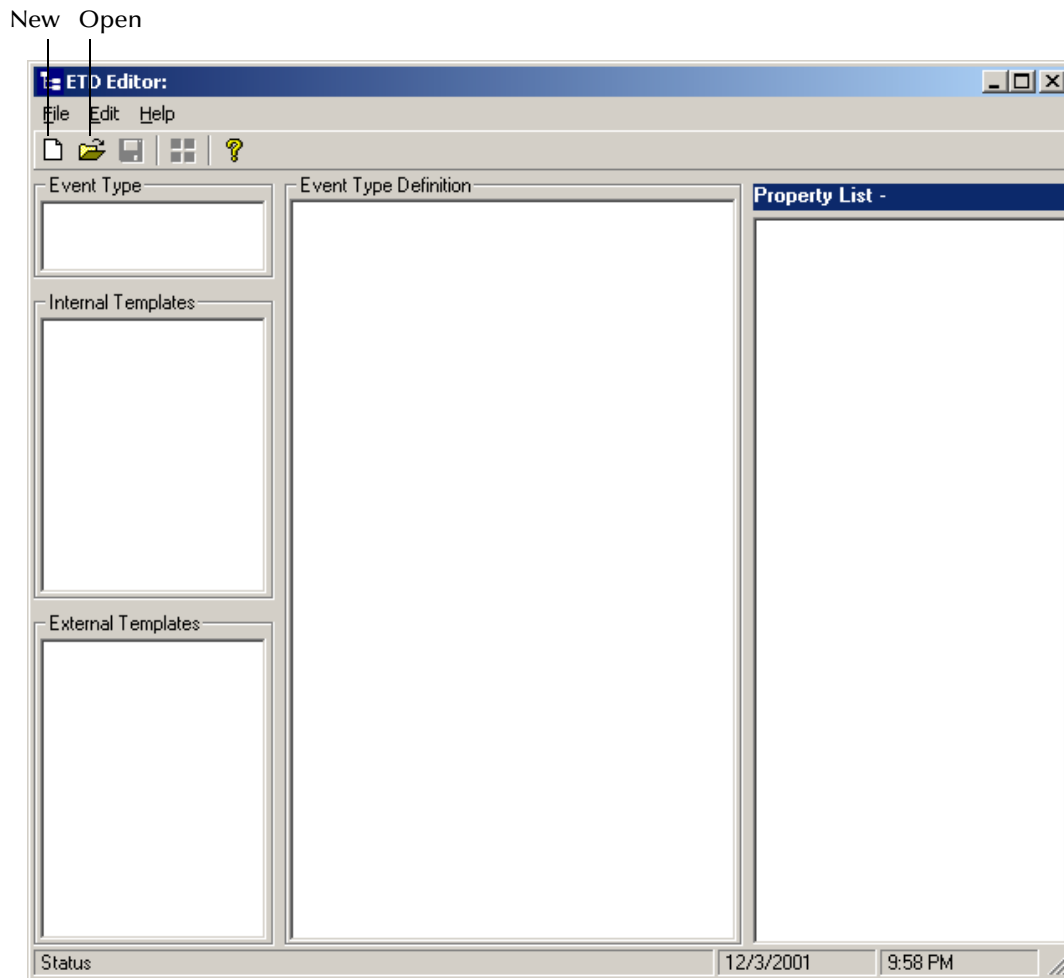 New Open
ETD Editor:
File Edit Help
Event Type
Event Type Definition
Property List -
Internal Templates
External Templates
Status 12/3/2001 9:58 PM